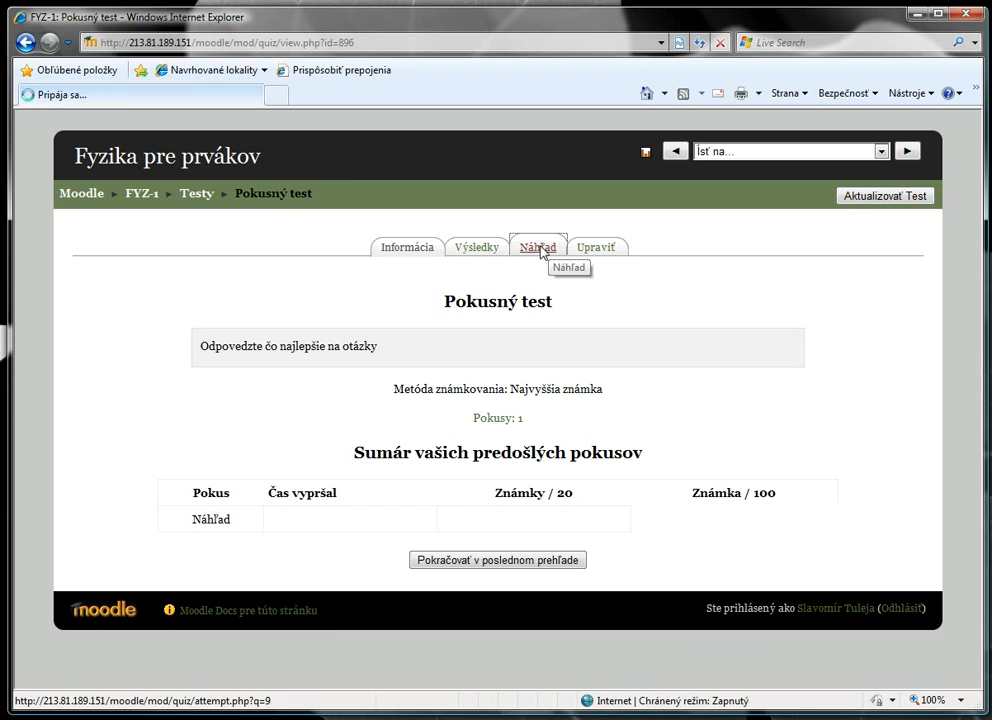 FYZ-1: Pokusný test - Windows Internet Explorer
http://213.81.189.151/moodle/mod/quiz/view.php?id=896
Live Search
Obľúbené položky
Navrhované lokality
Prispôsobiť prepojenia
Pripája sa...
Strana
Bezpečnosť
Nástroje
Fyzika pre prvákov
Ísť na...
Moodle ► FYZ-1 ► Testy ► Pokusný test
Aktualizovať Test
Informácia
Výsledky
Náhľad
Upraviť
Náhľad
Pokusný test
Odpovedzte čo najlepšie na otázky
Metóda známkovania: Najvyššia známka
Pokusy: 1
Sumár vašich predošlých pokusov
Pokus Čas vypršal Známky / 20 Známka / 100
Náhľad
Pokračovať v poslednom prehľade
moodle
Moodle Docs pre túto stránku
Ste prihlásený ako Slavomír Tuleja (Odhlásiť)
http://213.81.189.151/moodle/mod/quiz/attempt.php?q=9
Internet | Chránený režim: Zapnutý
100%